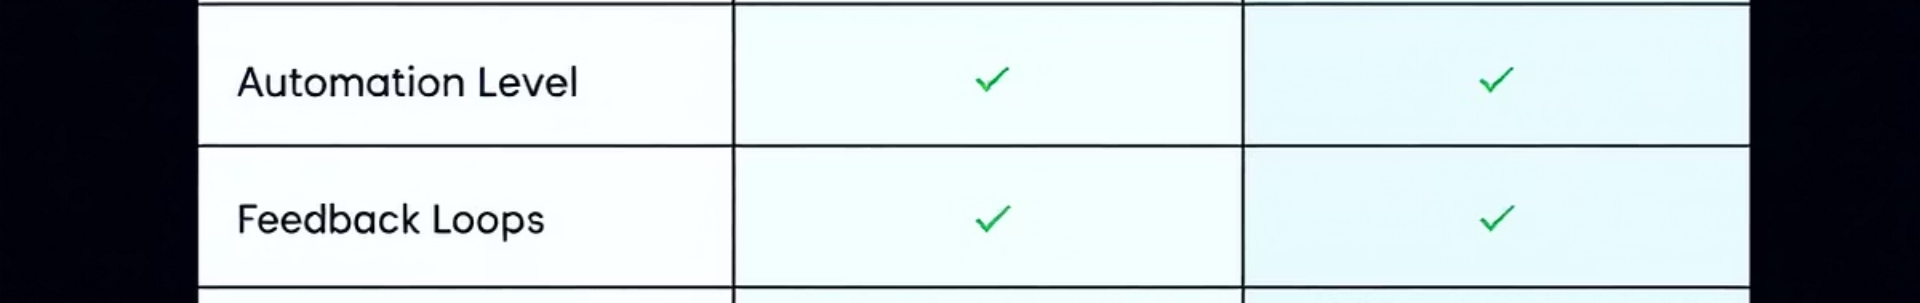 Automation Level ✓ ✓
Feedback Loops ✓ ✓